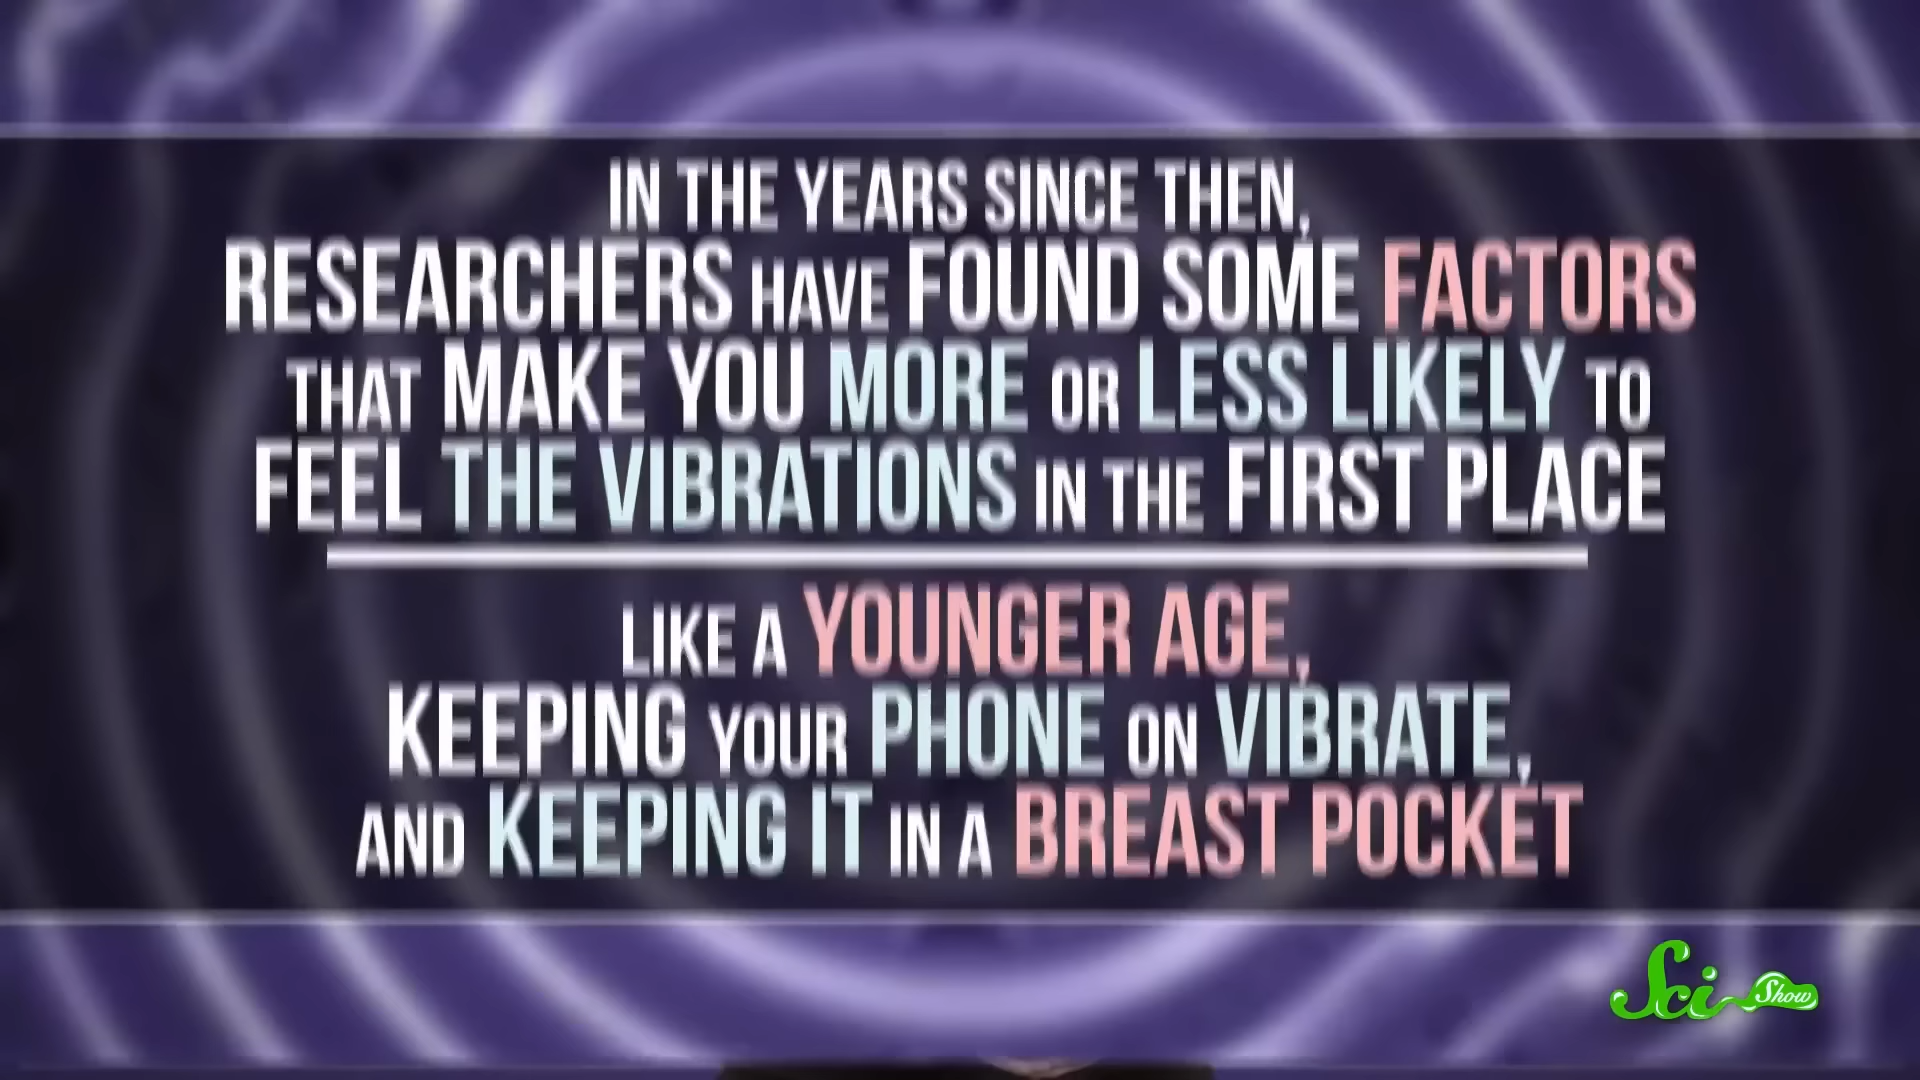 IN THE YEARS SINCE THEN,
RESEARCHERS HAVE FOUND SOME FACTORS
THAT MAKE YOU MORE OR LESS LIKELY TO
FEEL THE VIBRATIONS IN THE FIRST PLACE
LIKE A YOUNGER AGE,
KEEPING YOUR PHONE ON VIBRATE,
AND KEEPING IT IN A BREAST POCKET
Sci Show